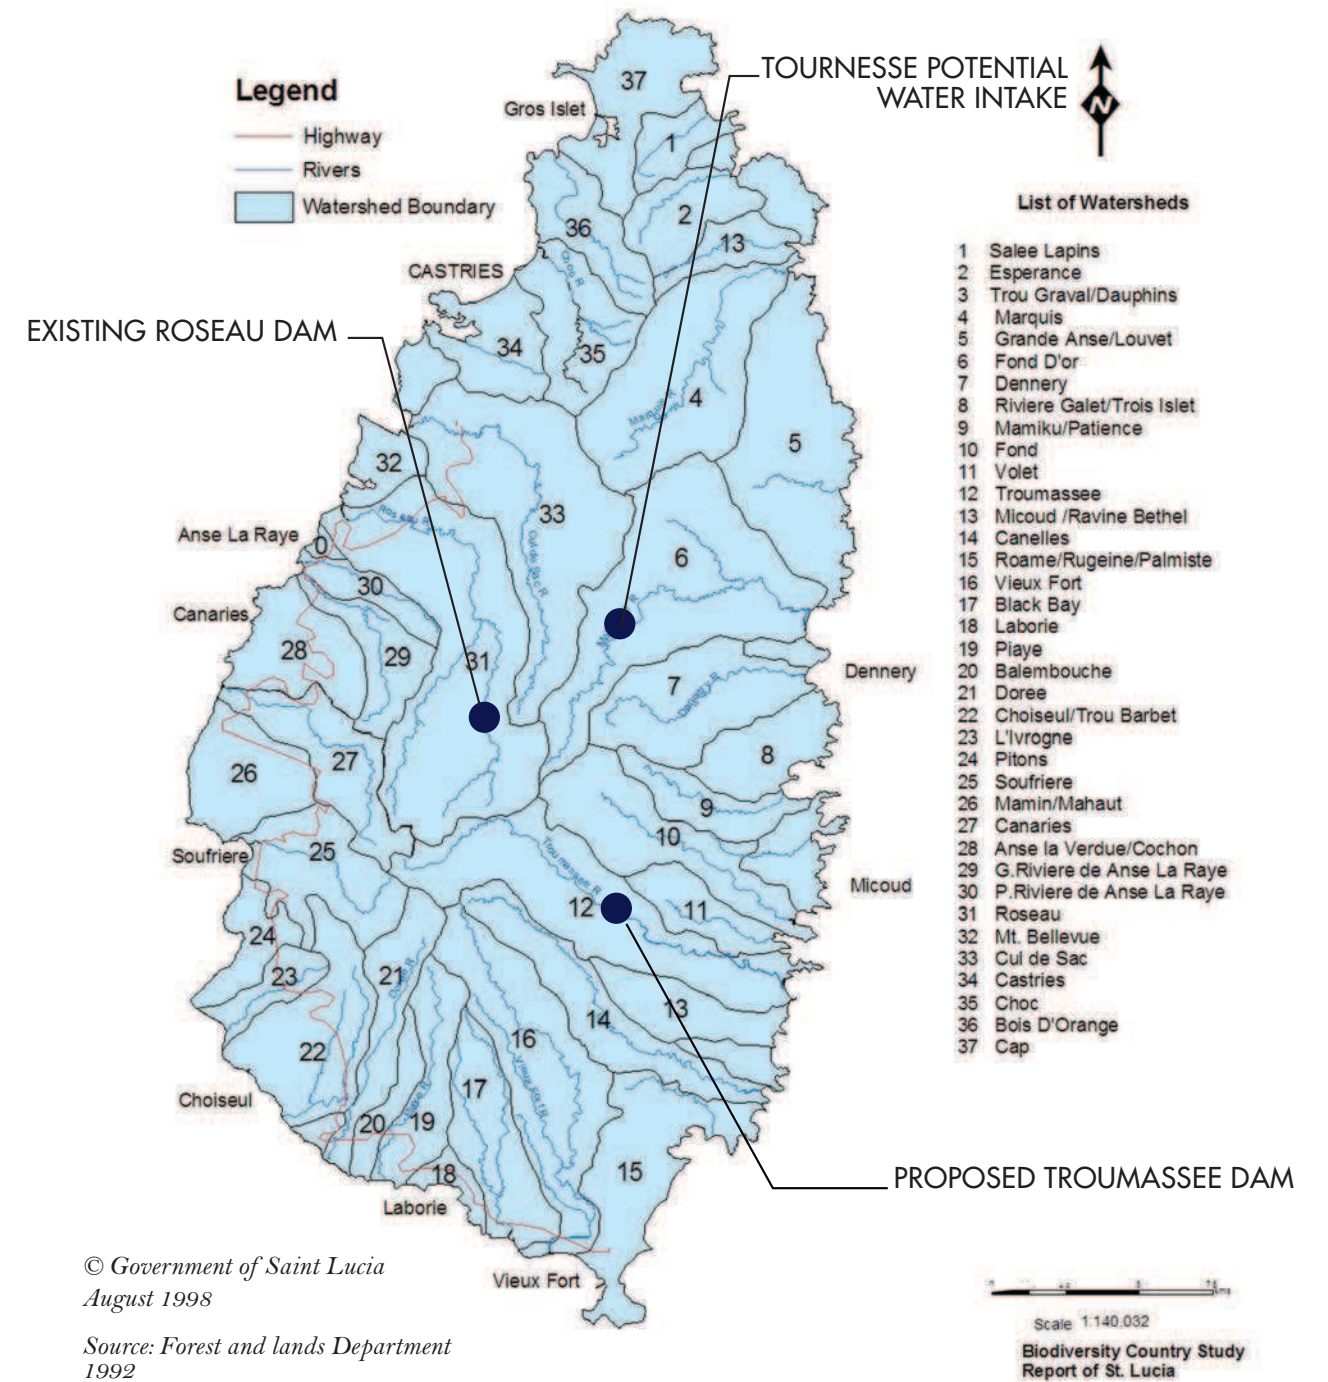 TOURNESSE POTENTIAL
WATER INTAKE
N
Legend
Highway
Rivers
Watershed Boundary
Gros Islet
CASTRIES
EXISTING ROSEAU DAM
Anse La Raye
Canaries
Soufriere
Choiseul
Laborie
Vieux Fort
Dennery
Micoud
PROPOSED TROUMASSEE DAM
37
1
2
36
13
Choc R
34
35
4
5
32
33
Roseau R
Cul de Sac R
0
6
30
28
29
31
7
8
26
27
9
10
25
Troumassee R
12
11
24
23
21
13
14
22
16
Vieux Fort R
17
20
19
18
15
List of Watersheds
1 Salee Lapins
2 Esperance
3 Trou Graval/Dauphins
4 Marquis
5 Grande Anse/Louvet
6 Fond D'or
7 Dennery
8 Riviere Galet/Trois Islet
9 Mamiku/Patience
10 Fond
11 Volet
12 Troumassee
13 Micoud /Ravine Bethel
14 Canelles
15 Roame/Rugeine/Palmiste
16 Vieux Fort
17 Black Bay
18 Laborie
19 Piaye
20 Balembouche
21 Doree
22 Choiseul/Trou Barbet
23 L'Ivrogne
24 Pitons
25 Soufriere
26 Mamin/Mahaut
27 Canaries
28 Anse la Verdue/Cochon
29 G.Riviere de Anse La Raye
30 P.Riviere de Anse La Raye
31 Roseau
32 Mt. Bellevue
33 Cul de Sac
34 Castries
35 Choc
36 Bois D'Orange
37 Cap
© Government of Saint Lucia
August 1998
Source: Forest and lands Department
1992
Scale 1:140,032
Biodiversity Country Study
Report of St. Lucia